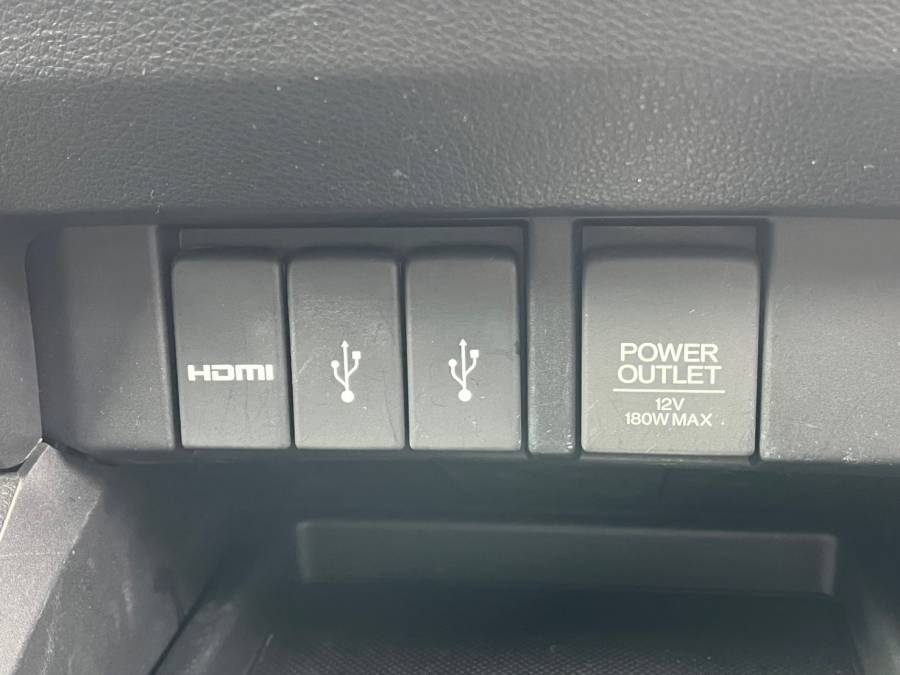 HDMI
POWER
OUTLET
12V
180W MAX